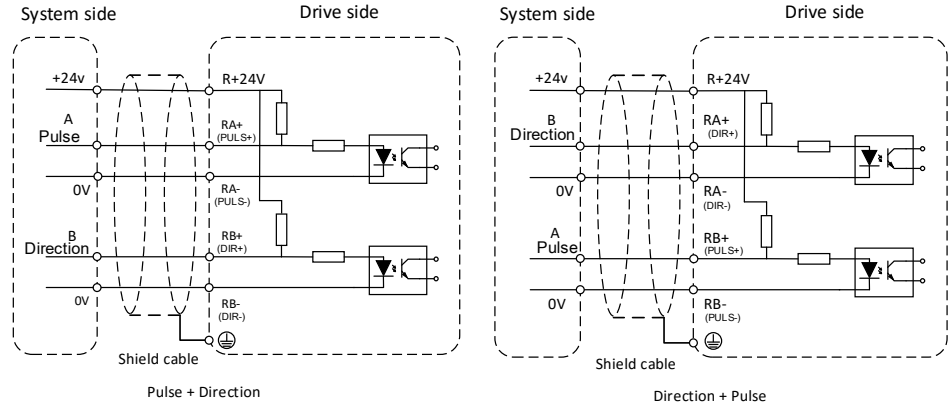 System side
Drive side
+24v
R+24V
A
Pulse
RA+
(PULS+)
0V
RA-
(PULS-)
B
Direction
RB+
(DIR+)
0V
RB-
(DIR-)
Shield cable
Pulse + Direction
System side
Drive side
+24v
R+24V
B
Direction
RA+
(DIR+)
0V
RA-
(DIR-)
A
Pulse
RB+
(PULS+)
0V
RB-
(PULS-)
Shield cable
Direction + Pulse